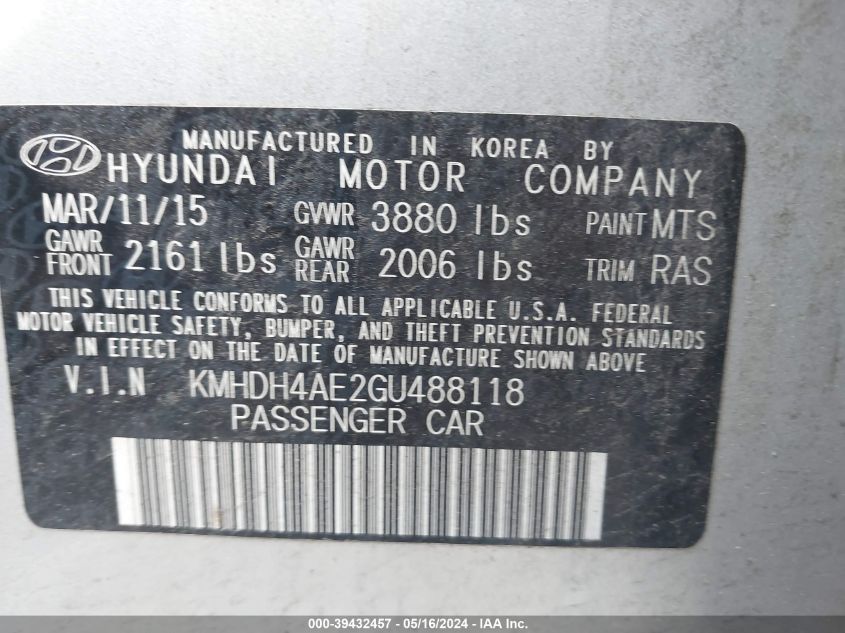 MANUFACTURED IN KOREA BY
HYUNDAI MOTOR COMPANY
MAR/11/15 GVWR 3880 lbs PAINT MTS
GAWR FRONT 2161 lbs GAWR REAR 2006 lbs TRIM RAS
THIS VEHICLE CONFORMS TO ALL APPLICABLE U.S.A. FEDERAL
MOTOR VEHICLE SAFETY, BUMPER, AND THEFT PREVENTION STANDARDS
IN EFFECT ON THE DATE OF MANUFACTURE SHOWN ABOVE
V.I.N KMHDH4AE2GU488118
PASSENGER CAR
000-39432457 - 05/16/2024 - IAA Inc.